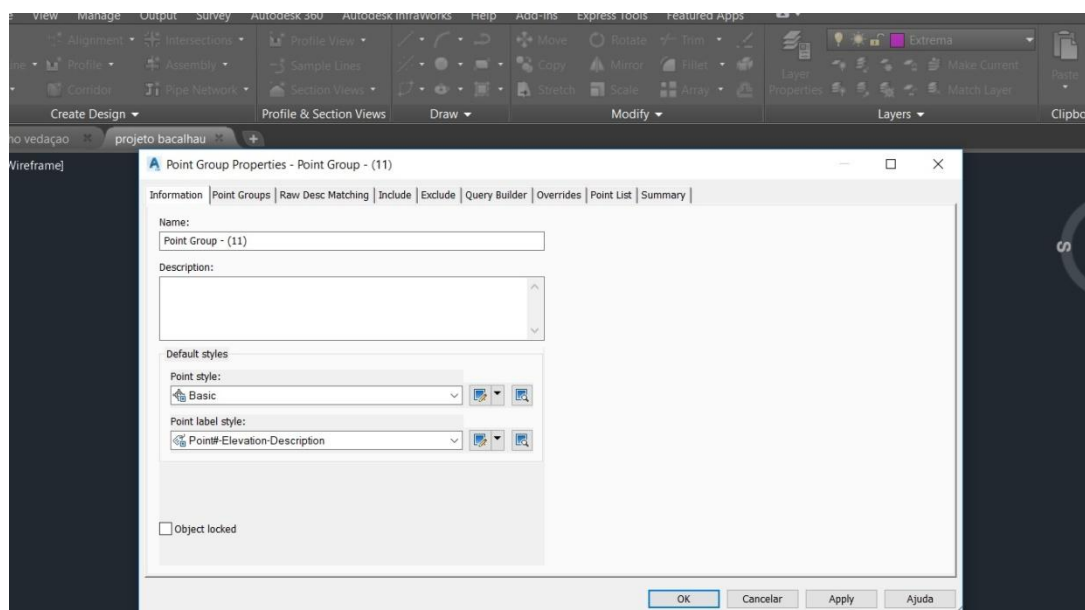 View Manage Output Survey Autodesk 360 Autodesk InfraWorks Help Add-Ins Express Tools Featured Apps
Alignment Intersections Profile View Move Rotate Trim Extrema
Profile Assembly Sample Lines Copy Mirror Fillet Layer Make Current Paste
Corridor Pipe Network Section Views Stretch Scale Array Properties Match Layer
Create Design Profile & Section Views Draw Modify Layers
projeto bacalhau
Wireframe]
Point Group Properties - Point Group - (11)
Information Point Groups Raw Desc Matching Include Exclude Query Builder Overrides Point List Summary
Name:
Point Group - (11)
S
Description:
Default styles
Point style:
Basic
Point label style:
Point#-Elevation-Description
Object locked
OK Cancelar Apply Ajuda